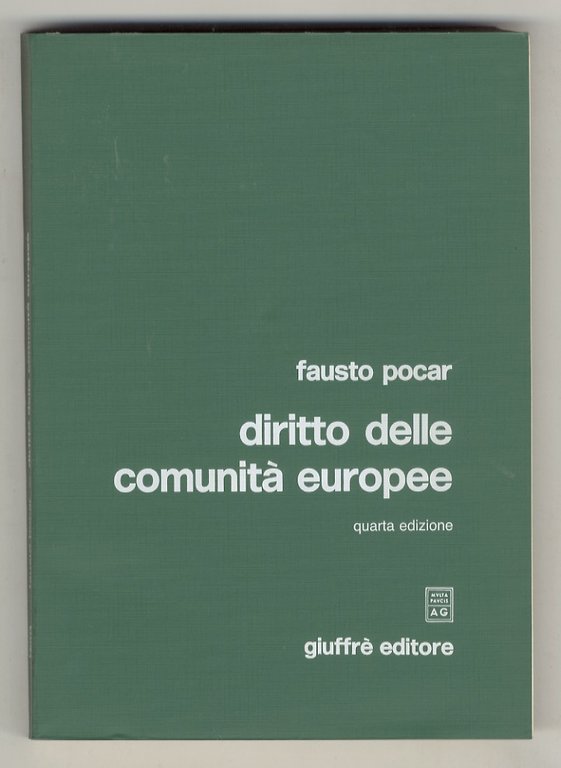 fausto pocar
diritto delle
comunità europee
quarta edizione
MVLTA
PAVCIS
AG
giuffrè editore